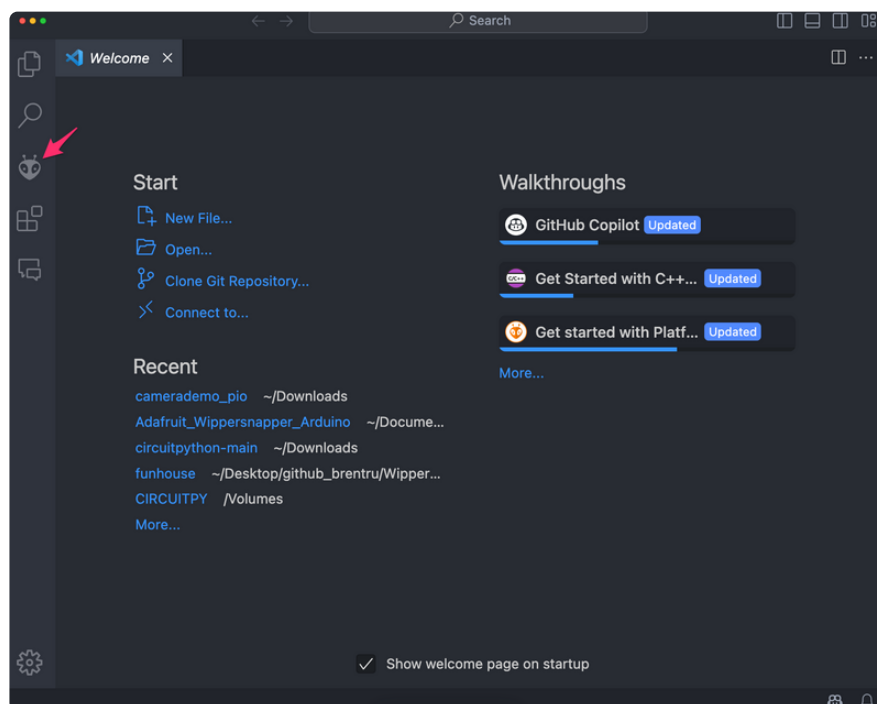 Search
Welcome
Start
New File...
Open...
Clone Git Repository...
Connect to...
Recent
camerademo_pio ~/Downloads
Adafruit_Wippersnapper_Arduino ~/Docume...
circuitpython-main ~/Downloads
funhouse ~/Desktop/github_brentru/Wipper...
CIRCUITPY /Volumes
More...
Walkthroughs
GitHub Copilot Updated
C/C++ Get Started with C++... Updated
Get started with Platf... Updated
More...
Show welcome page on startup